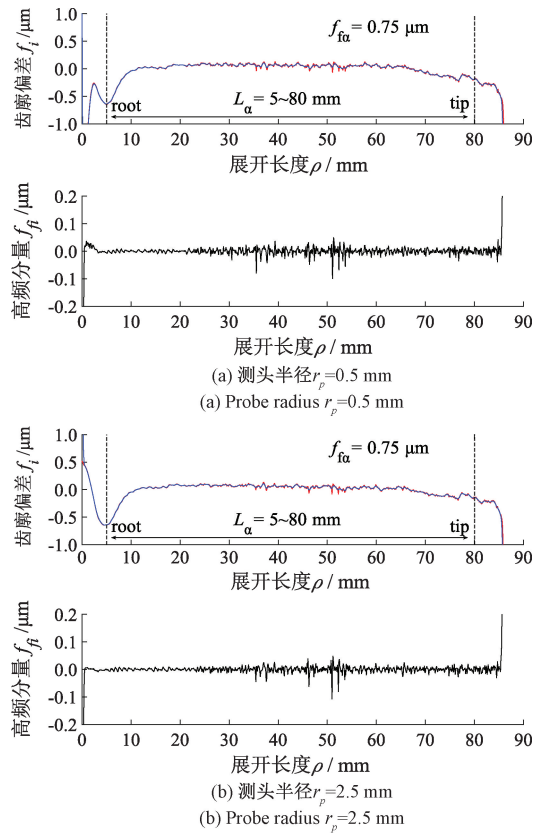 1.0
0.5
0.0
-0.5
-1.0
齿廓偏差 fi /μm
ffα = 0.75 μm
root
Lα = 5~80 mm
tip
0 10 20 30 40 50 60 70 80 90
展开长度ρ / mm
0.2
0.1
0.0
-0.1
-0.2
高频分量 ffi /μm
0 10 20 30 40 50 60 70 80 90
展开长度ρ / mm
(a) 测头半径rp=0.5 mm
(a) Probe radius rp=0.5 mm
1.0
0.5
0.0
-0.5
-1.0
齿廓偏差 fi /μm
ffα = 0.75 μm
root
Lα = 5~80 mm
tip
0 10 20 30 40 50 60 70 80 90
展开长度ρ / mm
0.2
0.1
0.0
-0.1
-0.2
高频分量 ffi /μm
0 10 20 30 40 50 60 70 80 90
展开长度ρ / mm
(b) 测头半径rp=2.5 mm
(b) Probe radius rp=2.5 mm